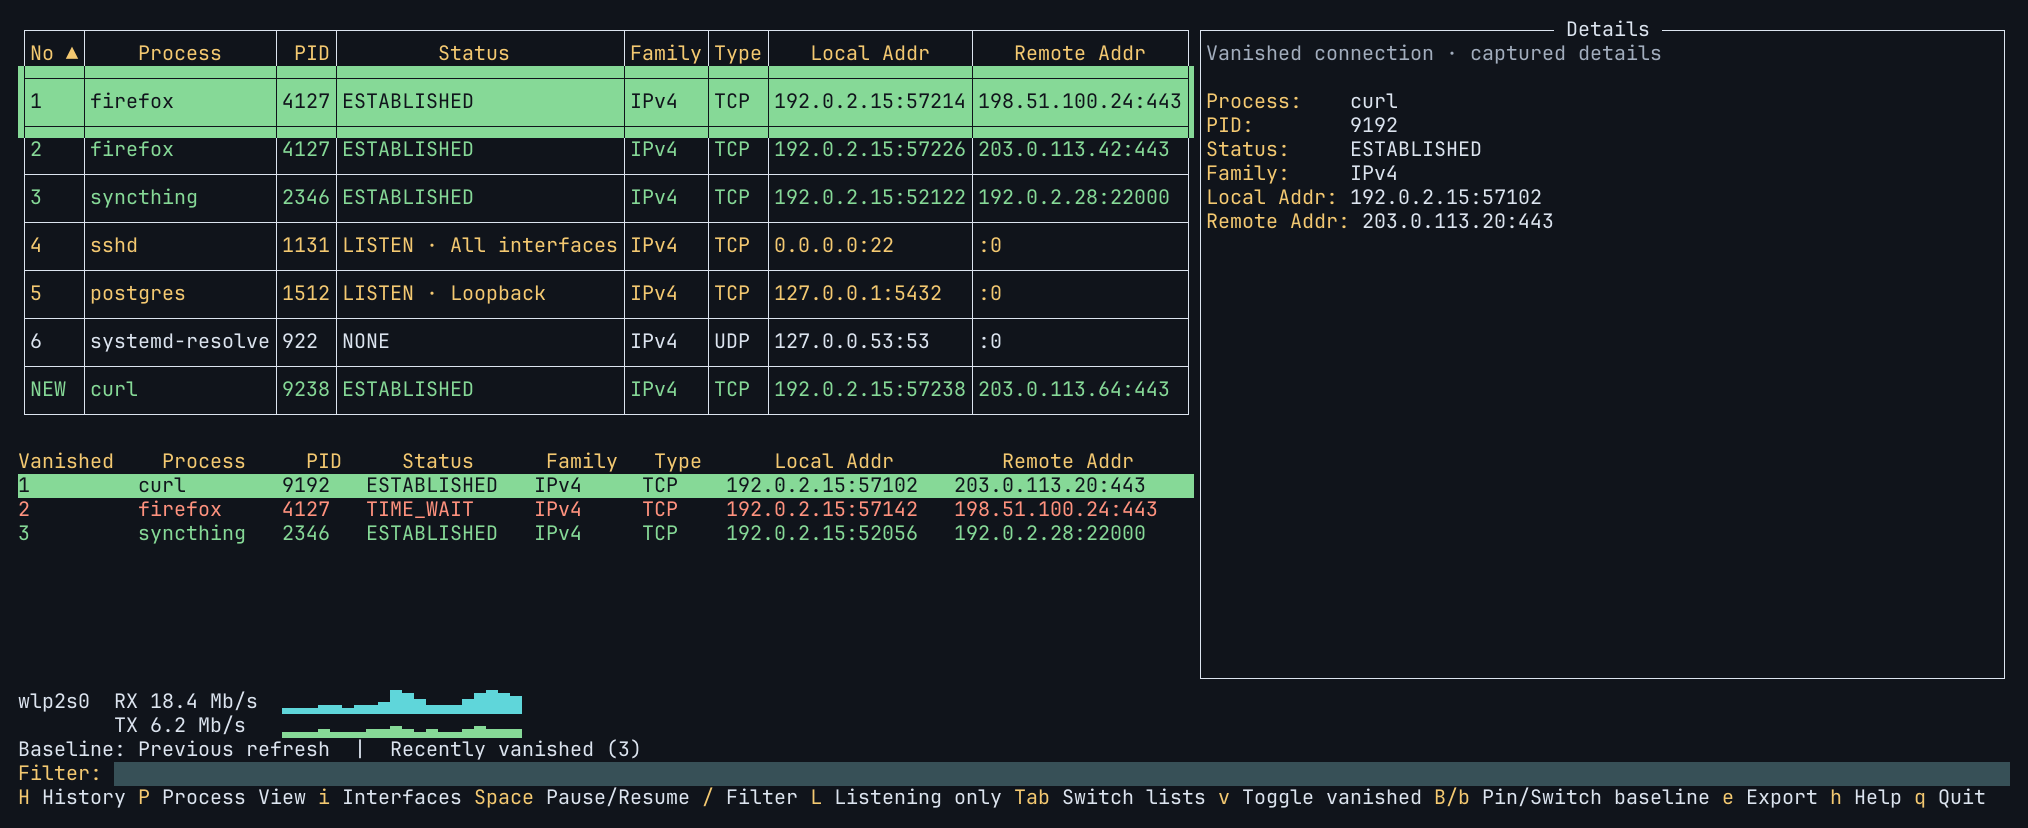 No ▲ Process PID Status Family Type Local Addr Remote Addr
1 firefox 4127 ESTABLISHED IPv4 TCP 192.0.2.15:57214 198.51.100.24:443
2 firefox 4127 ESTABLISHED IPv4 TCP 192.0.2.15:57226 203.0.113.42:443
3 syncthing 2346 ESTABLISHED IPv4 TCP 192.0.2.15:52122 192.0.2.28:22000
4 sshd 1131 LISTEN · All interfaces IPv4 TCP 0.0.0.0:22 :0
5 postgres 1512 LISTEN · Loopback IPv4 TCP 127.0.0.1:5432 :0
6 systemd-resolve 922 NONE IPv4 UDP 127.0.0.53:53 :0
NEW curl 9238 ESTABLISHED IPv4 TCP 192.0.2.15:57238 203.0.113.64:443
Vanished Process PID Status Family Type Local Addr Remote Addr
1 curl 9192 ESTABLISHED IPv4 TCP 192.0.2.15:57102 203.0.113.20:443
2 firefox 4127 TIME_WAIT IPv4 TCP 192.0.2.15:57142 198.51.100.24:443
3 syncthing 2346 ESTABLISHED IPv4 TCP 192.0.2.15:52056 192.0.2.28:22000
Details
Vanished connection · captured details
Process: curl
PID: 9192
Status: ESTABLISHED
Family: IPv4
Local Addr: 192.0.2.15:57102
Remote Addr: 203.0.113.20:443
wlp2s0 RX 18.4 Mb/s
TX 6.2 Mb/s
Baseline: Previous refresh | Recently vanished (3)
Filter:
H History P Process View i Interfaces Space Pause/Resume / Filter L Listening only Tab Switch lists v Toggle vanished B/b Pin/Switch baseline e Export h Help q Quit